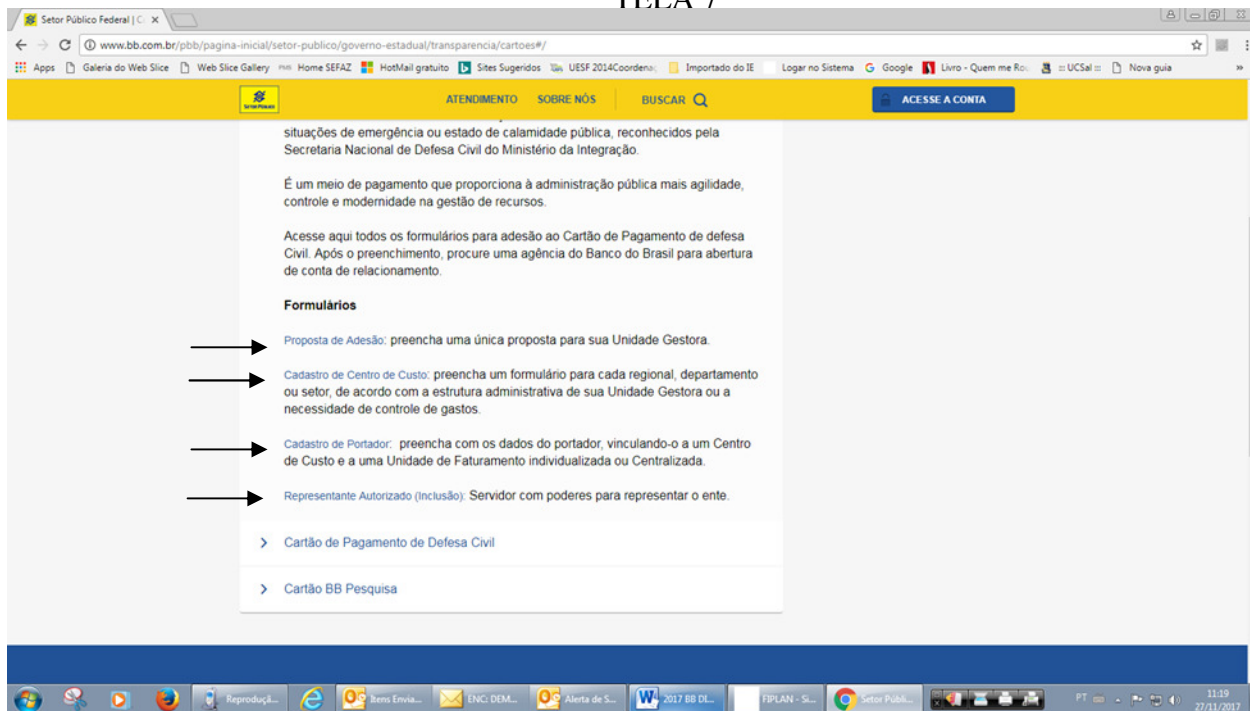 TELA 7
Setor Público Federal | C
www.bb.com.br/pbb/pagina-inicial/setor-publico/governo-estadual/transparencia/cartoes#/
Apps Galeria do Web Slice Web Slice Gallery Home SEFAZ HotMail gratuito Sites Sugeridos UESF 2014Coordena Importado do IE Logar no Sistema Google Livro - Quem me Ro ::: UCSal ::: Nova guia »
ATENDIMENTO SOBRE NÓS BUSCAR ACESSE A CONTA
situações de emergência ou estado de calamidade pública, reconhecidos pela
Secretaria Nacional de Defesa Civil do Ministério da Integração.
É um meio de pagamento que proporciona à administração pública mais agilidade,
controle e modernidade na gestão de recursos.
Acesse aqui todos os formulários para adesão ao Cartão de Pagamento de defesa
Civil. Após o preenchimento, procure uma agência do Banco do Brasil para abertura
de conta de relacionamento.
Formulários
Proposta de Adesão: preencha uma única proposta para sua Unidade Gestora.
Cadastro de Centro de Custo: preencha um formulário para cada regional, departamento
ou setor, de acordo com a estrutura administrativa de sua Unidade Gestora ou a
necessidade de controle de gastos.
Cadastro de Portador: preencha com os dados do portador, vinculando-o a um Centro
de Custo e a uma Unidade de Faturamento individualizada ou Centralizada.
Representante Autorizado (Inclusão): Servidor com poderes para representar o ente.
Cartão de Pagamento de Defesa Civil
Cartão BB Pesquisa
Reproduçã... Itens Envia... ENC: DEM... Alerta de S... 2017 BB DI... FIPLAN - Si... Setor Públi... PT 11:19
27/11/2017